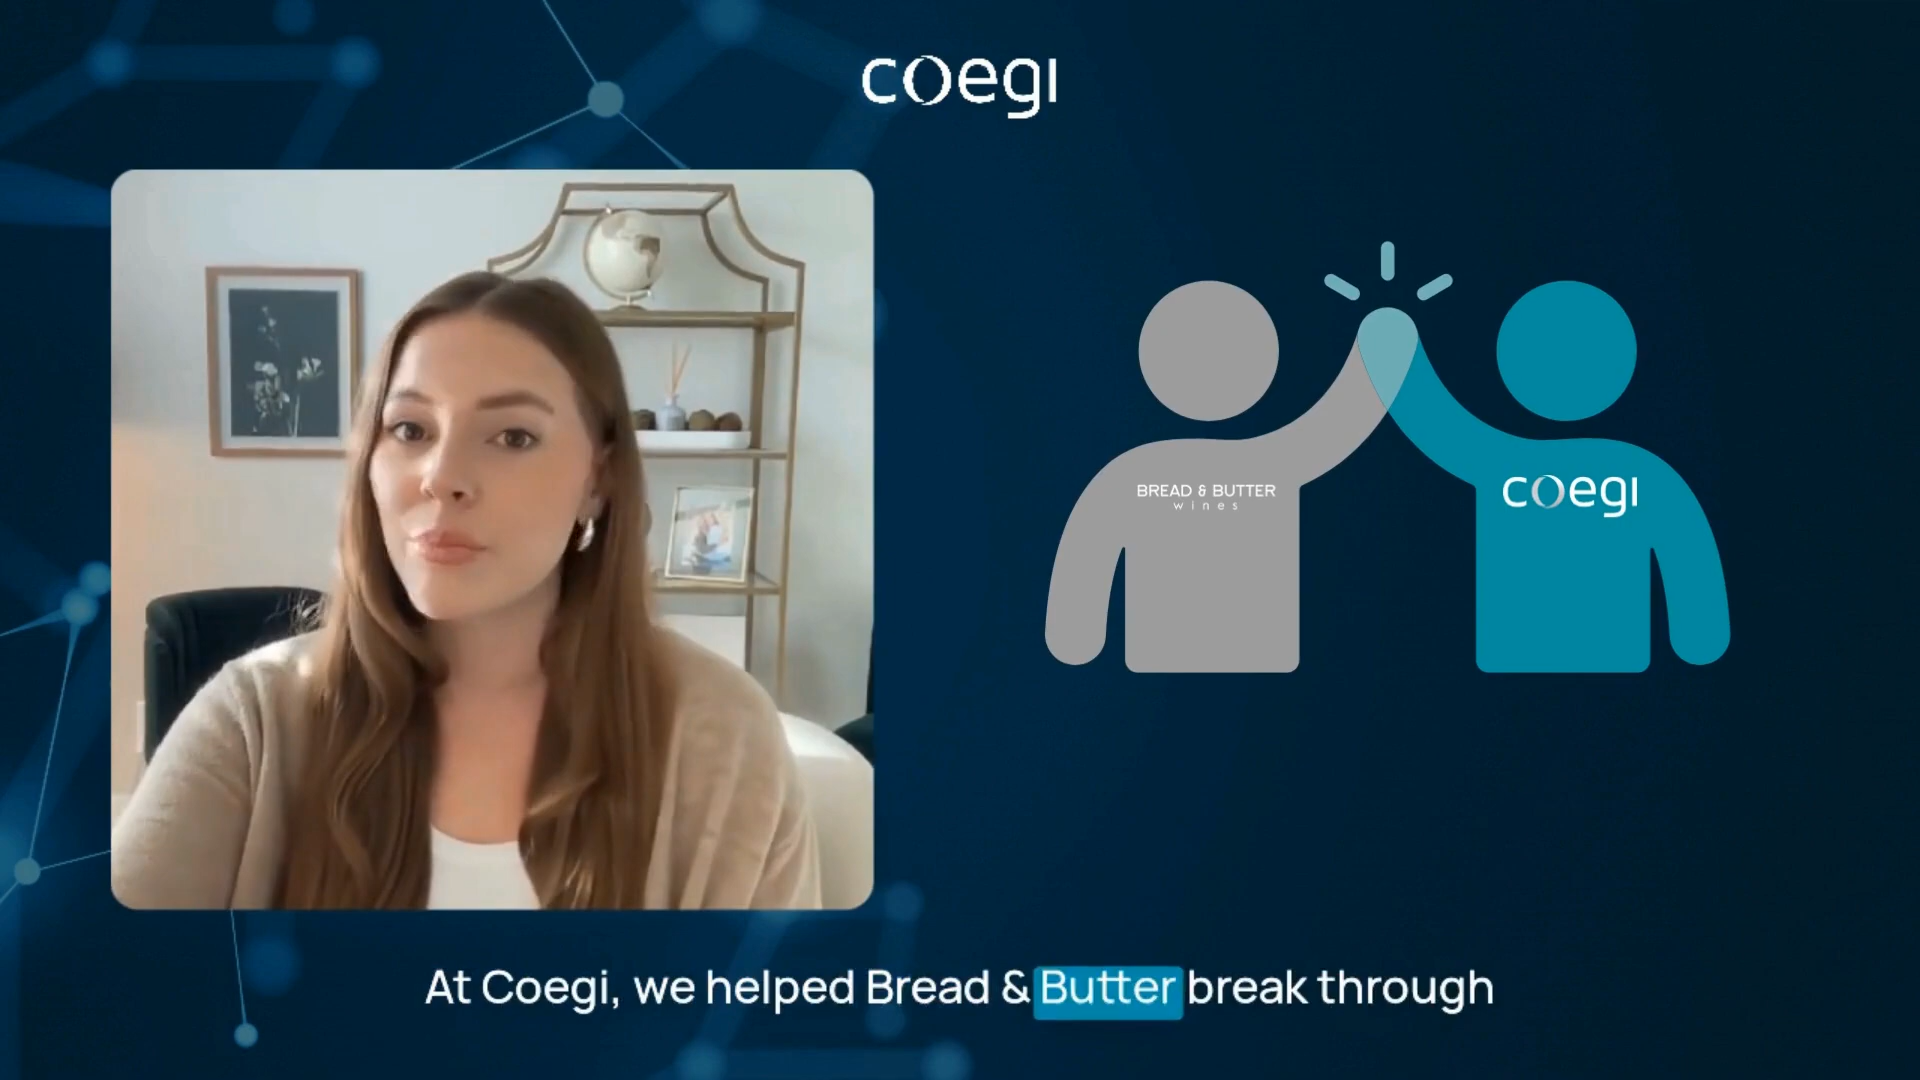 coegi
BREAD & BUTTER
wines
coegi
At Coegi, we helped Bread & Butter break through